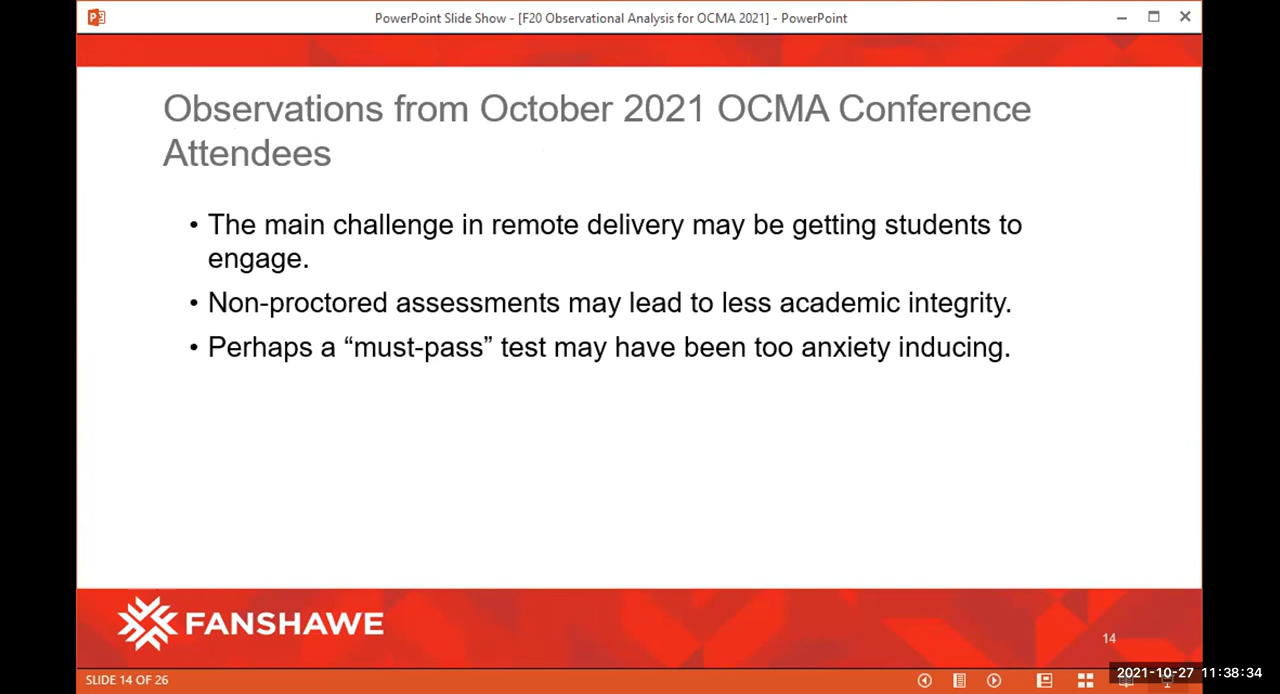 PowerPoint Slide Show - [F20 Observational Analysis for OCMA 2021] - PowerPoint
Observations from October 2021 OCMA Conference
Attendees
• The main challenge in remote delivery may be getting students to
engage.
• Non-proctored assessments may lead to less academic integrity.
• Perhaps a “must-pass” test may have been too anxiety inducing.
FANSHAWE
14
SLIDE 14 OF 26
2021-10-27 11:38:34